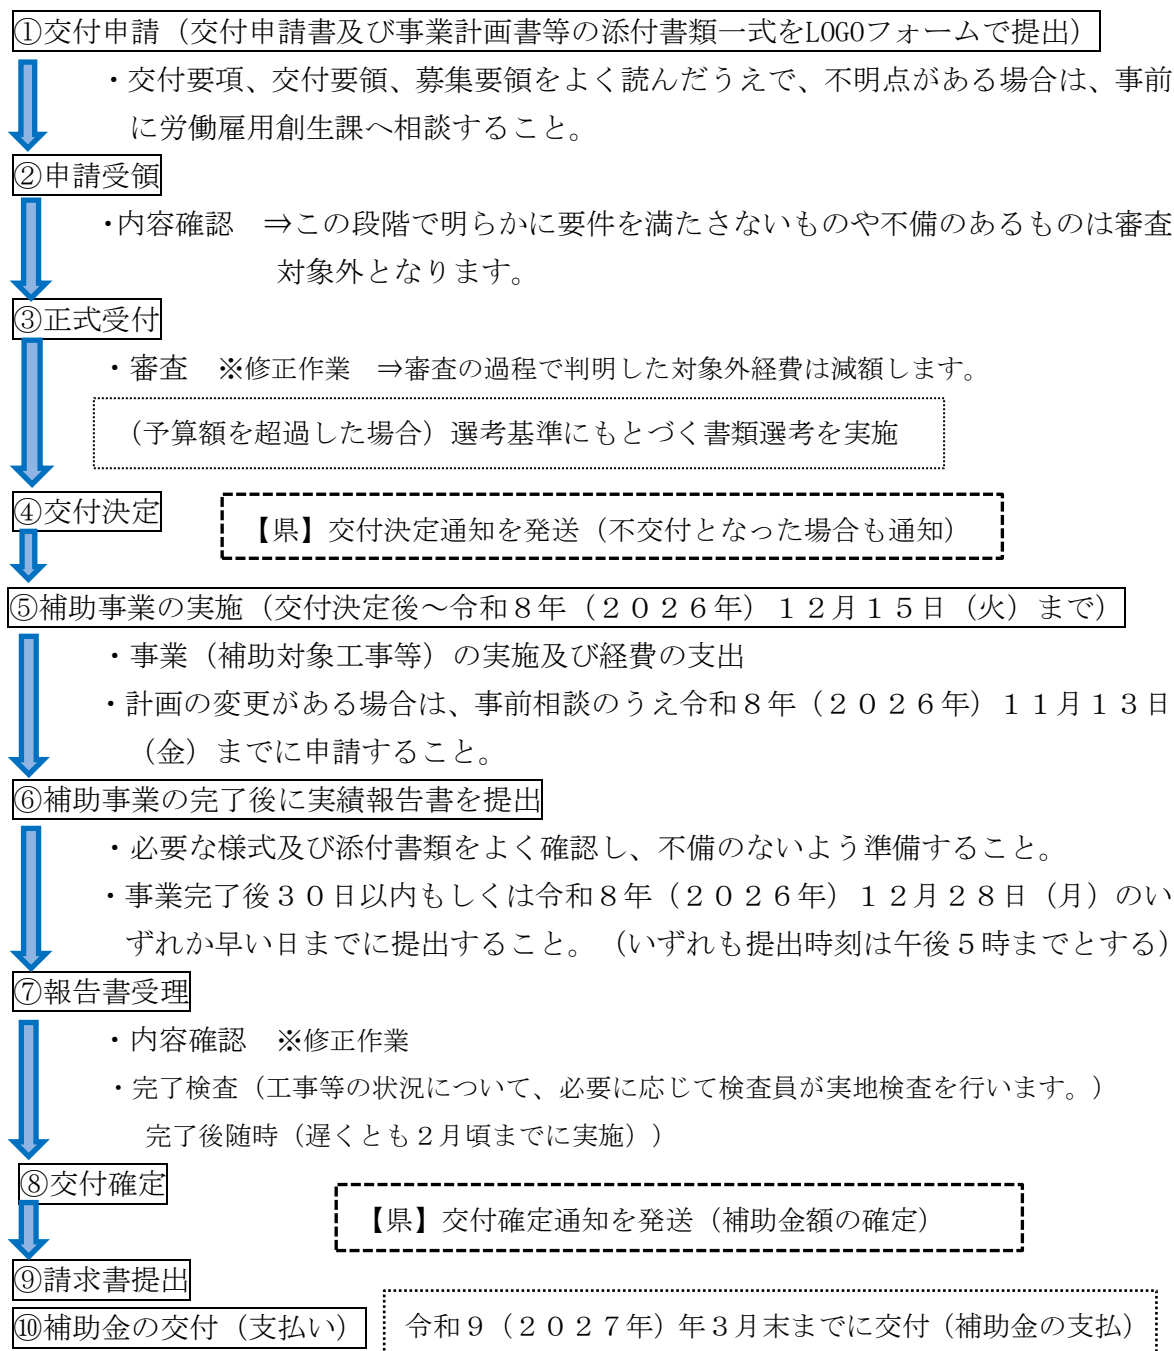 ①交付申請（交付申請書及び事業計画書等の添付書類一式をLOGOフォームで提出）
・交付要項、交付要領、募集要領をよく読んだうえで、不明点がある場合は、事前
に労働雇用創生課へ相談すること。
②申請受領
・内容確認　⇒この段階で明らかに要件を満たさないものや不備のあるものは審査
対象外となります。
③正式受付
・審査　※修正作業　⇒審査の過程で判明した対象外経費は減額します。
（予算額を超過した場合）選考基準にもとづく書類選考を実施
④交付決定
【県】交付決定通知を発送（不交付となった場合も通知）
⑤補助事業の実施（交付決定後～令和８年（２０２６年）１２月１５日（火）まで）
・事業（補助対象工事等）の実施及び経費の支出
・計画の変更がある場合は、事前相談のうえ令和８年（２０２６年）１１月１３日
（金）までに申請すること。
⑥補助事業の完了後に実績報告書を提出
・必要な様式及び添付書類をよく確認し、不備のないよう準備すること。
・事業完了後３０日以内もしくは令和８年（２０２６年）１２月２８日（月）のい
ずれか早い日までに提出すること。（いずれも提出時刻は午後５時までとする）
⑦報告書受理
・内容確認　※修正作業
・完了検査（工事等の状況について、必要に応じて検査員が実地検査を行います。）
完了後随時（遅くとも２月頃までに実施））
⑧交付確定
【県】交付確定通知を発送（補助金額の確定）
⑨請求書提出
⑩補助金の交付（支払い）
令和９（２０２７年）年３月末までに交付（補助金の支払）